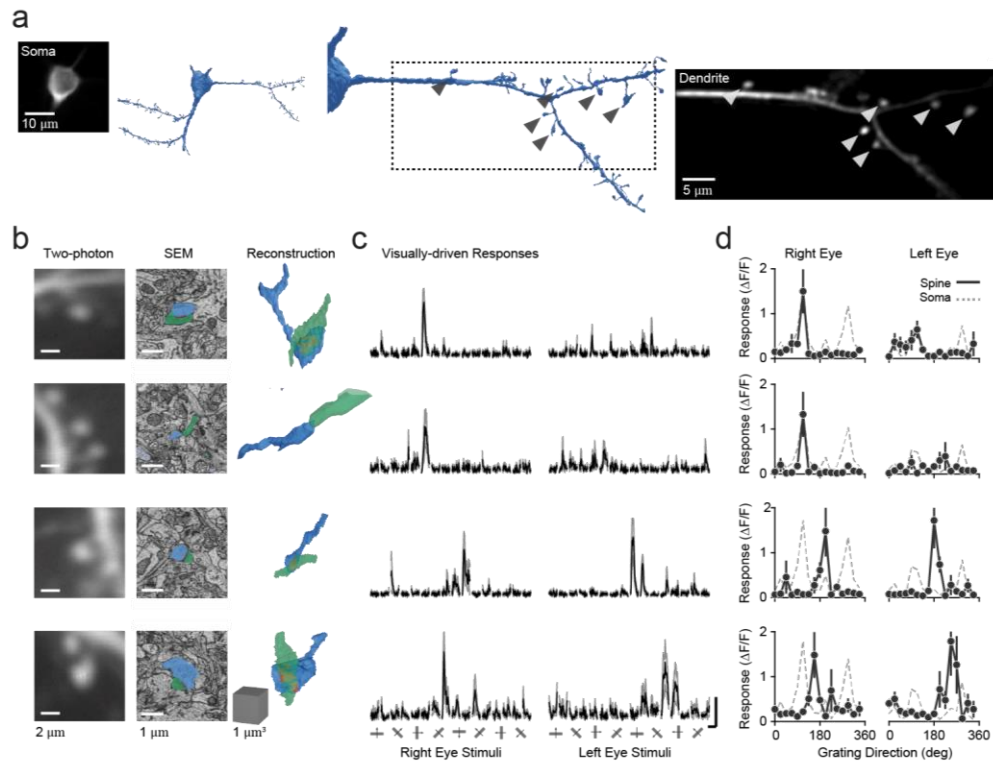 a
Soma
10 μm
Dendrite
5 μm
b
Two-photon
SEM
Reconstruction
2 μm
1 μm
1 μm³
c
Visually-driven Responses
Right Eye Stimuli
Left Eye Stimuli
d
Right Eye
Left Eye
Spine
Soma
Response (ΔF/F)
2
1
0
Response (ΔF/F)
2
1
0
Response (ΔF/F)
2
1
0
Response (ΔF/F)
2
1
0
0 180 360
0 180 360
Grating Direction (deg)